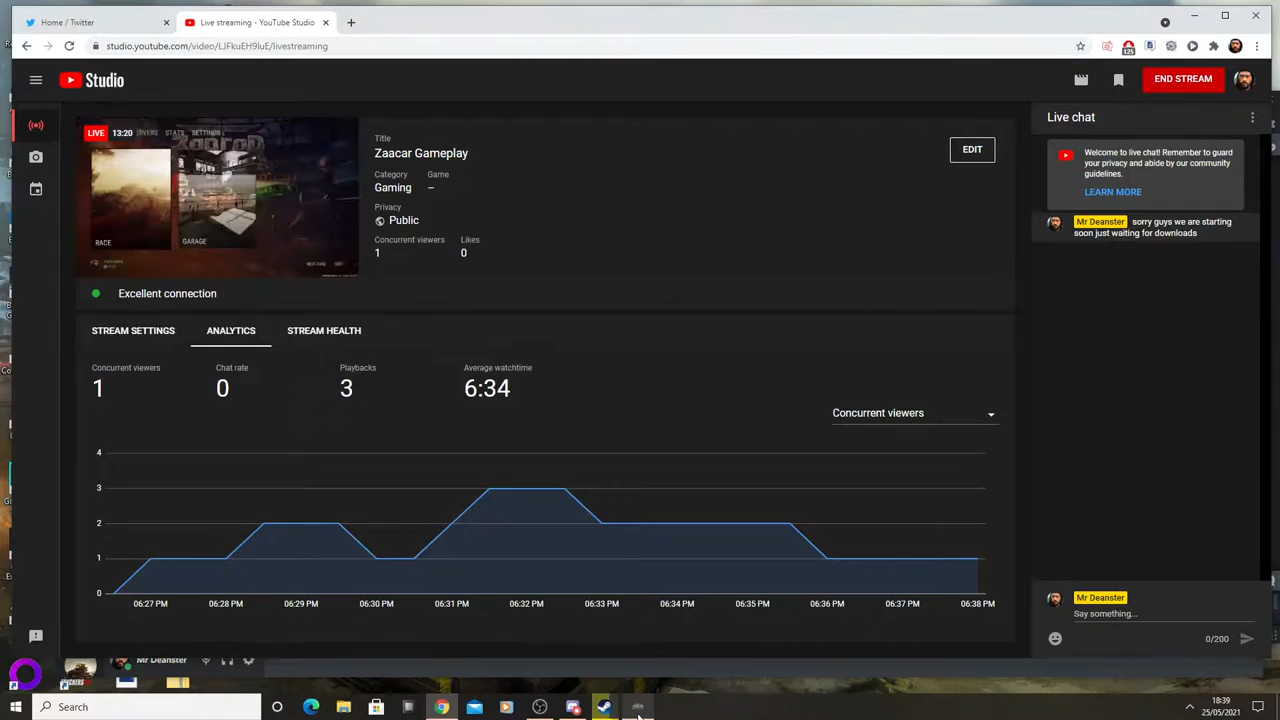 Home / Twitter
Live streaming - YouTube Studio
studio.youtube.com/video/LJFkuEH9IuE/livestreaming
125
Studio
END STREAM
LIVE 13:20
STATS SETTINGS
RACE
GARAGE
Title
Zaacar Gameplay
EDIT
Category
Game
Gaming
–
Privacy
Public
Concurrent viewers
Likes
1
0
Excellent connection
STREAM SETTINGS
ANALYTICS
STREAM HEALTH
Concurrent viewers
Chat rate
Playbacks
Average watchtime
1
0
3
6:34
Concurrent viewers
4
3
2
1
0
06:27 PM
06:28 PM
06:29 PM
06:30 PM
06:31 PM
06:32 PM
06:33 PM
06:34 PM
06:35 PM
06:36 PM
06:37 PM
06:38 PM
Live chat
Welcome to live chat! Remember to guard
your privacy and abide by our community
guidelines.
LEARN MORE
Mr Deanster sorry guys we are starting
soon just waiting for downloads
Mr Deanster
Say something...
0/200
Mr Deanster
Search
18:39
25/05/2021